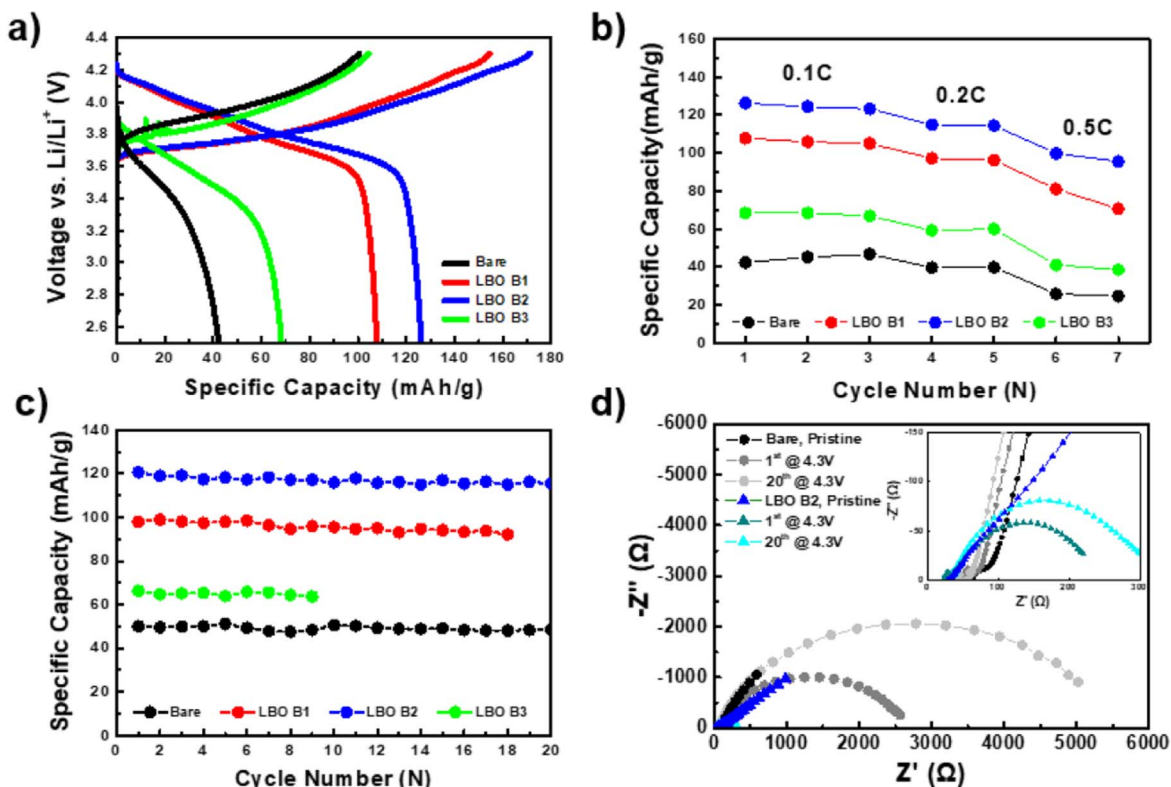 a)
4.4
4.2
4.0
3.8
3.6
3.4
3.2
3.0
2.8
2.6
Voltage vs. Li/Li⁺ (V)
Bare
LBO B1
LBO B2
LBO B3
0 20 40 60 80 100 120 140 160 180
Specific Capacity (mAh/g)
b)
160
140
120
100
80
60
40
20
0
Specific Capacity(mAh/g)
0.1C
0.2C
0.5C
Bare LBO B1 LBO B2 LBO B3
1 2 3 4 5 6 7
Cycle Number (N)
c)
140
120
100
80
60
40
20
0
Specific Capacity (mAh/g)
Bare LBO B1 LBO B2 LBO B3
2 4 6 8 10 12 14 16 18 20
Cycle Number (N)
d)
-6000
-5000
-4000
-3000
-2000
-1000
0
-Z'' (Ω)
Bare, Pristine
1st @ 4.3V
20th @ 4.3V
LBO B2, Pristine
1st @ 4.3V
20th @ 4.3V
-150
-100
-50
0
-Z'' (Ω)
0 100 200 300
Z' (Ω)
0 1000 2000 3000 4000 5000 6000
Z' (Ω)